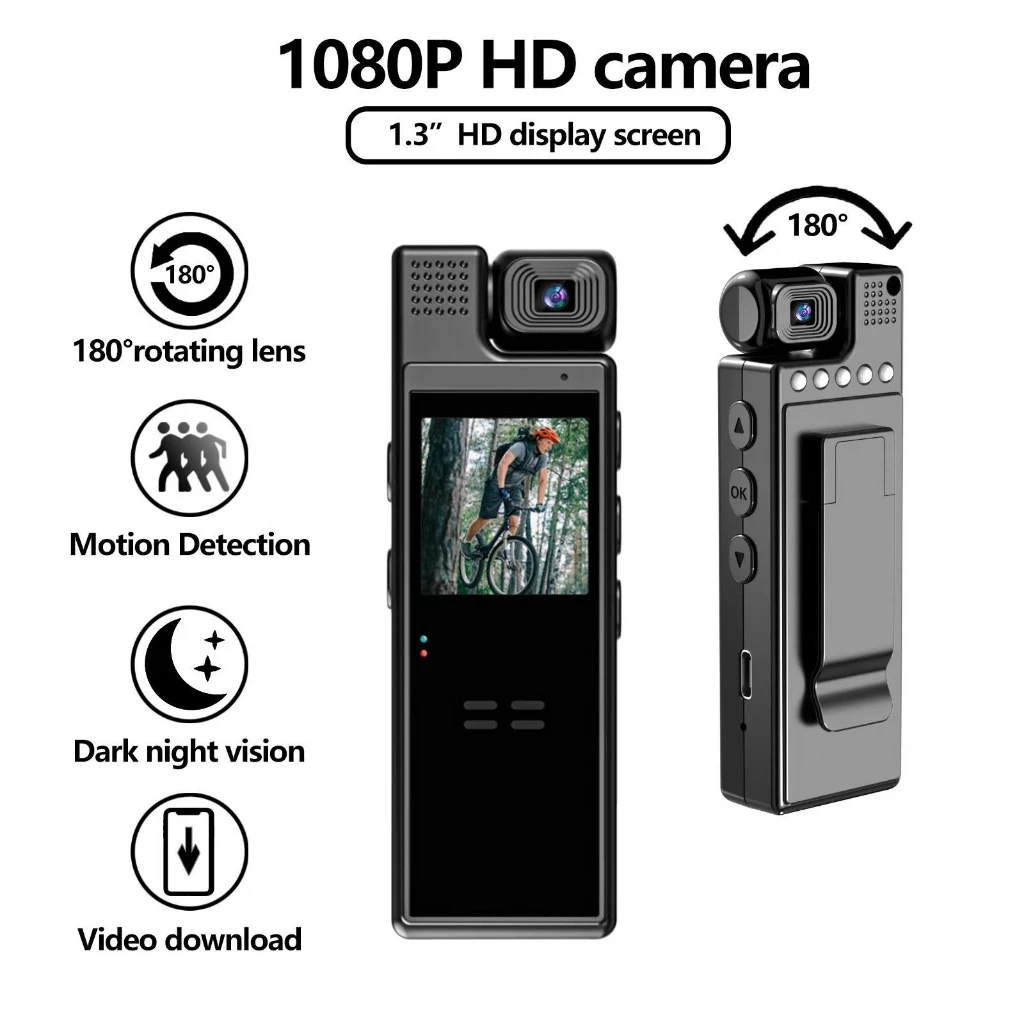 1080P HD camera
1.3” HD display screen
180°
180°rotating lens
Motion Detection
Dark night vision
Video download
180°
OK